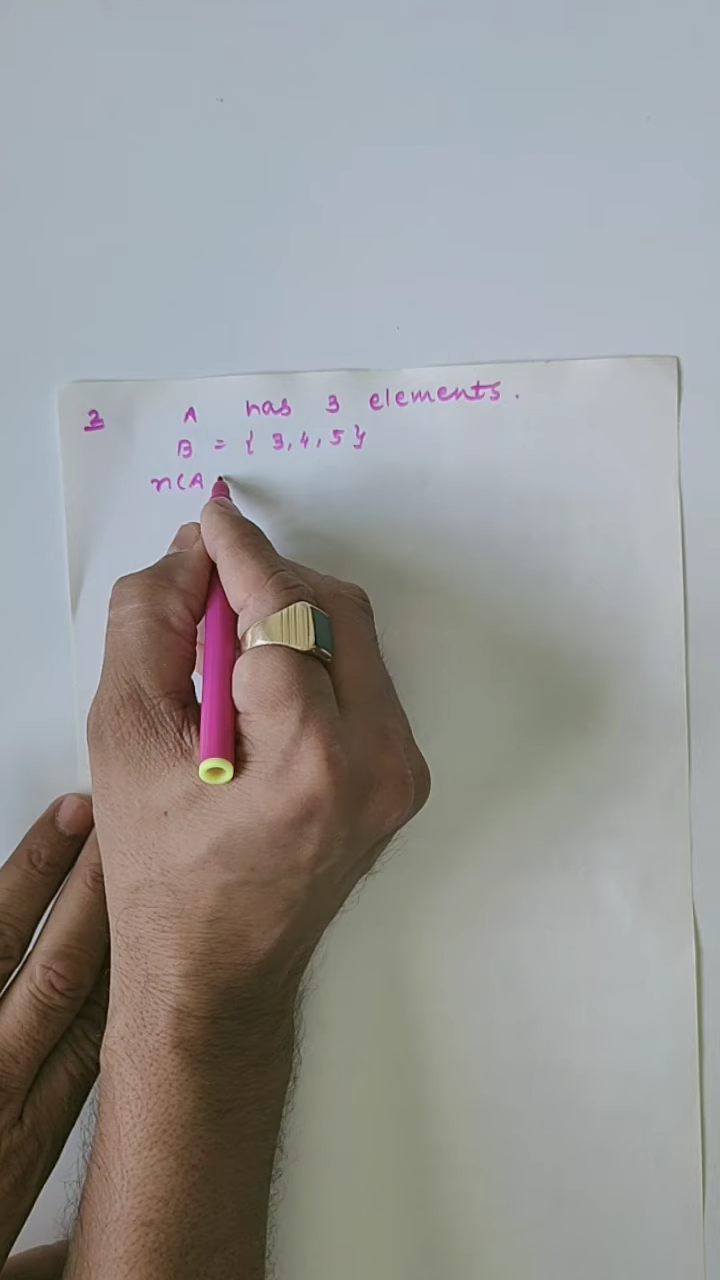 2 A has 3 elements.
B = { 3, 4, 5 }
n(A